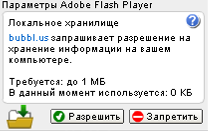 Параметры Adobe Flash Player
Локальное хранилище
bubbl.us запрашивает разрешение на
хранение информации на вашем
компьютере.
Требуется: до 1 МБ
В данный момент используется: 0 КБ
Разрешить
Запретить